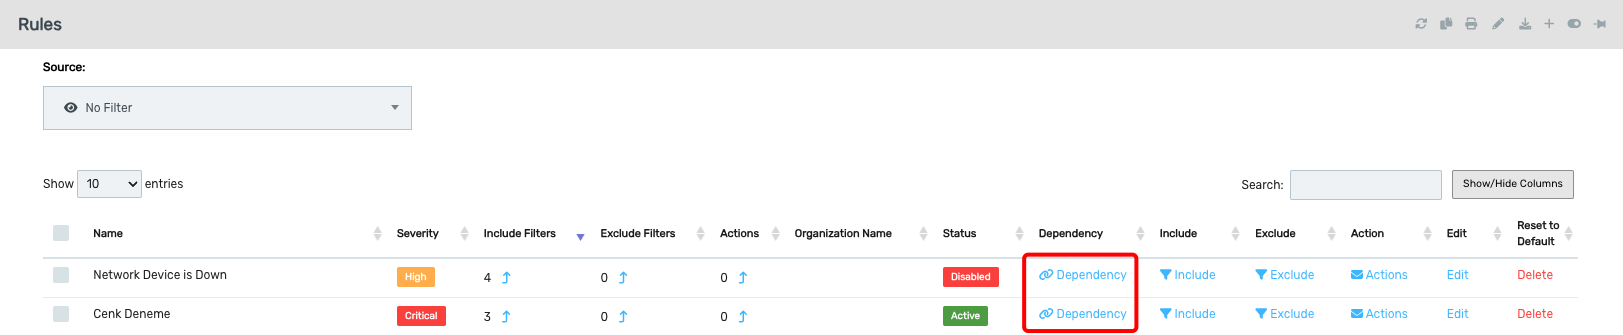 Rules
Source:
No Filter
Show 10 entries
Search:
Show/Hide Columns
Name Severity Include Filters Exclude Filters Actions Organization Name Status Dependency Include Exclude Action Edit Reset to Default
Network Device is Down High 4 0 0 Disabled Dependency Include Exclude Actions Edit Delete
Cenk Deneme Critical 3 0 0 Active Dependency Include Exclude Actions Edit Delete